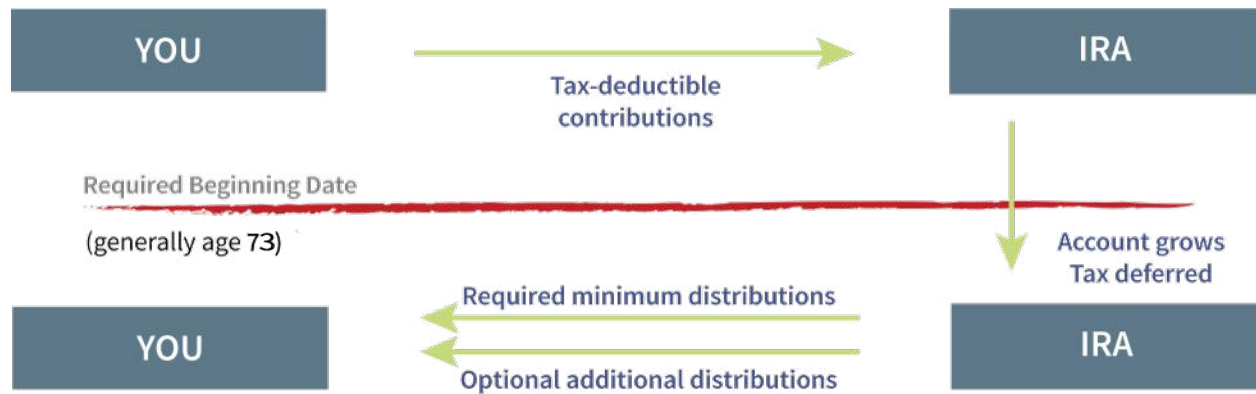 YOU
IRA
Tax-deductible
contributions
Required Beginning Date
(generally age 73)
Account grows
Tax deferred
Required minimum distributions
YOU
IRA
Optional additional distributions